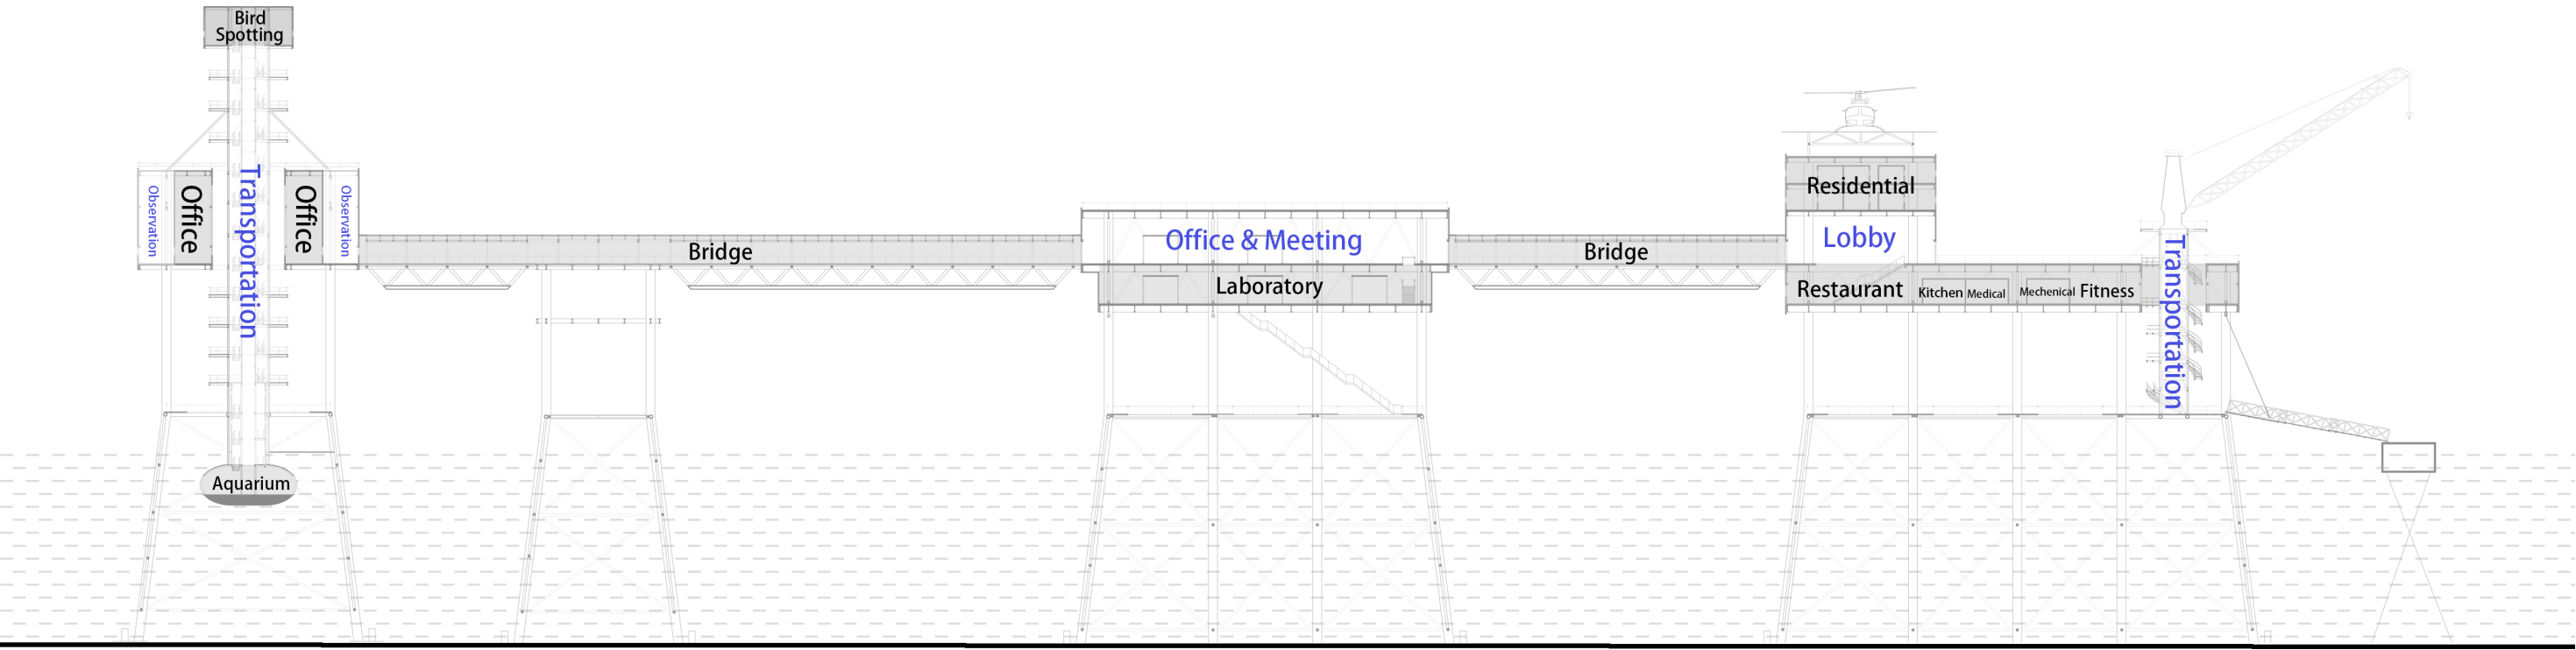 Bird
Spotting
Observation
Office
Transportation
Office
Observation
Aquarium
Bridge
Office & Meeting
Laboratory
Bridge
Residential
Lobby
Restaurant
Kitchen
Medical
Mechenical
Fitness
Transportation